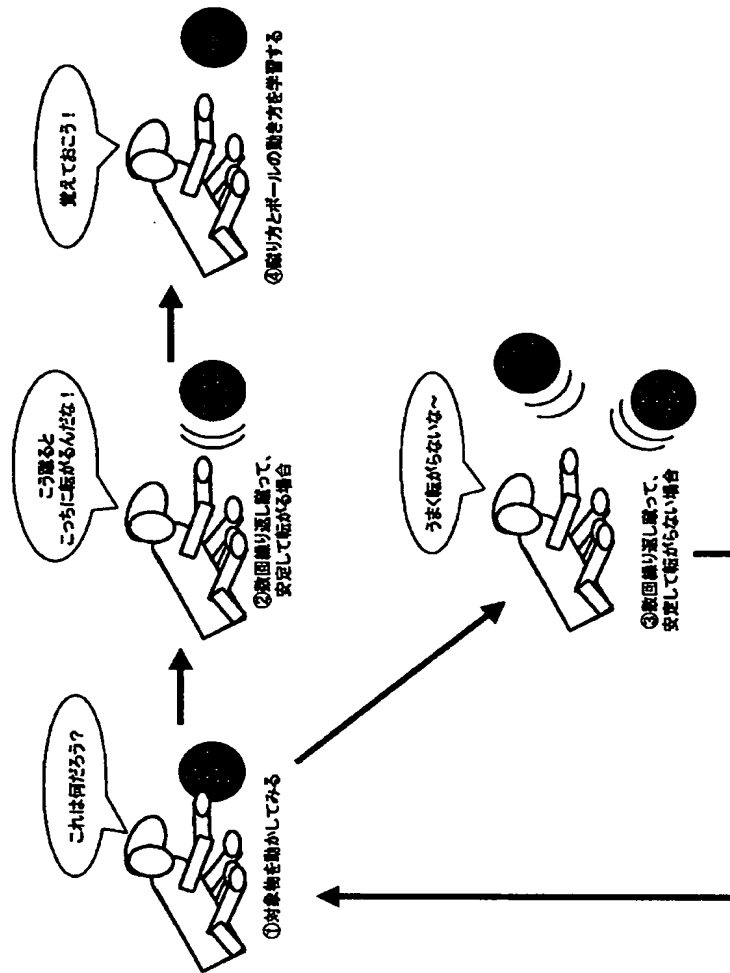 これは何だろう?
①対象物を動かしてみる
こう蹴ると
こっちに転がるんだな!
②数回繰り返し蹴って、
安定して転がる場合
うまく転がらないな〜
③数回繰り返し蹴って、
安定して転がらない場合
覚えておこう!
④蹴り方とボールの動き方を学習する